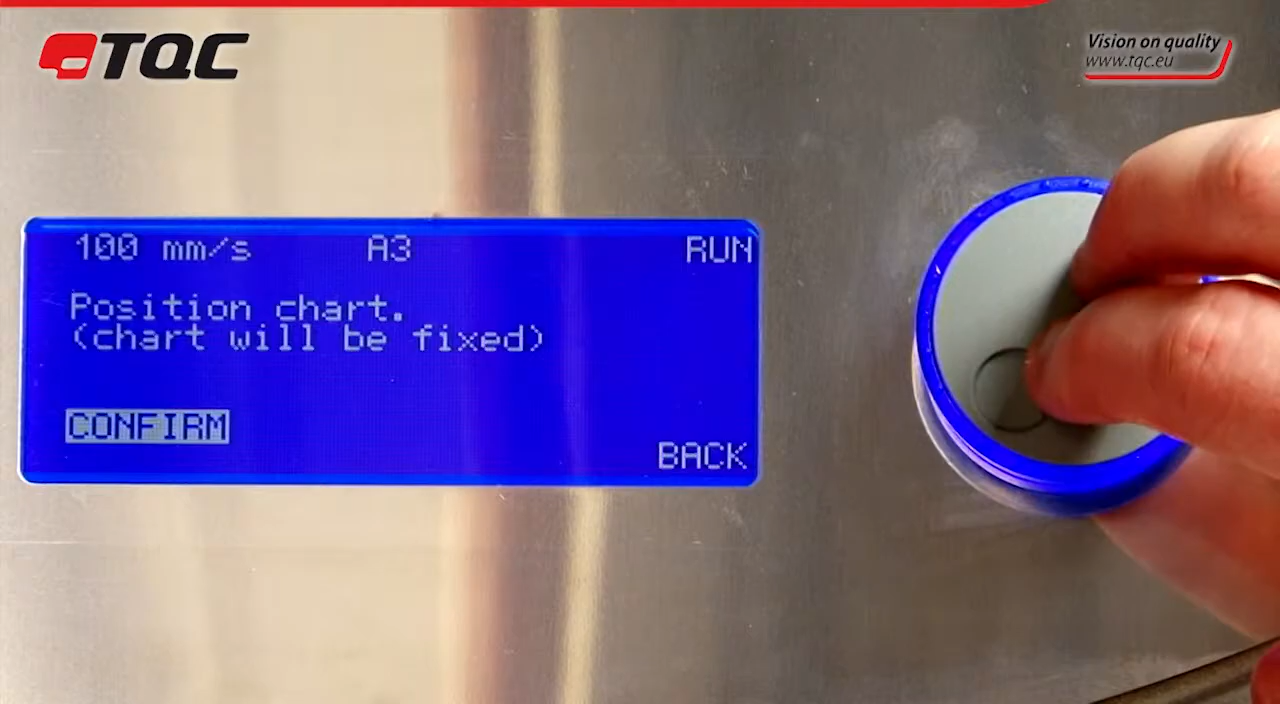 TQC
Vision on quality
www.tqc.eu
100 mm/s A3 RUN
Position chart.
(chart will be fixed)
CONFIRM
BACK